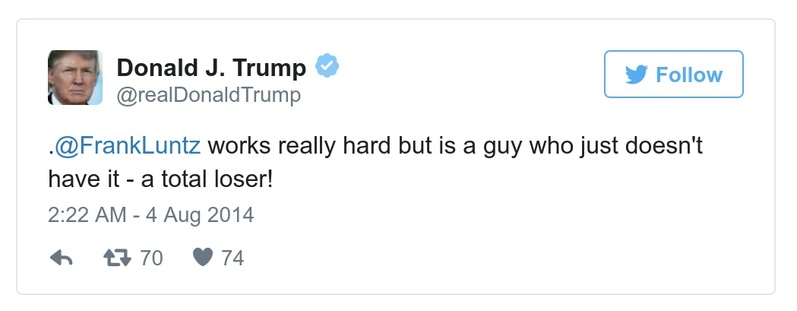 Donald J. Trump
@realDonaldTrump
Follow
.@FrankLuntz works really hard but is a guy who just doesn't
have it - a total loser!
2:22 AM - 4 Aug 2014
70 74